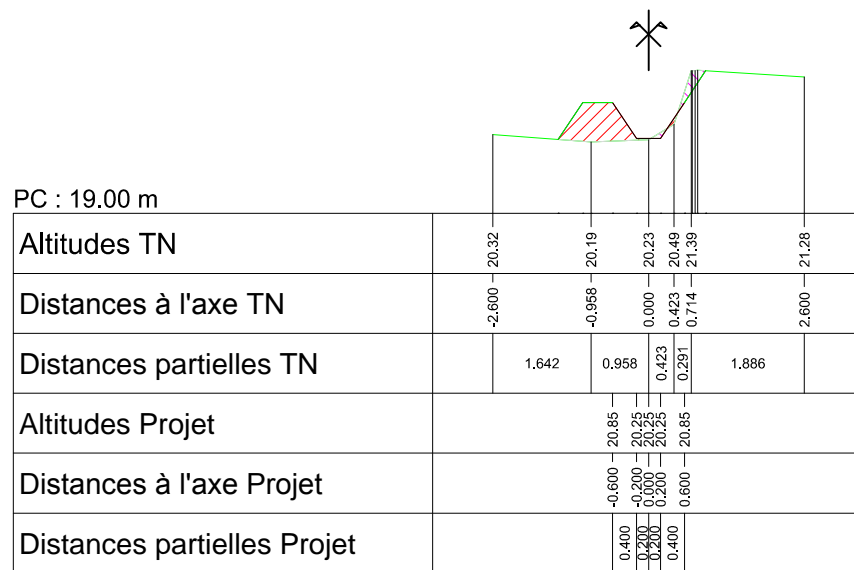 PC : 19.00 m
Altitudes TN 20.32 20.19 20.23 20.49 21.39 21.28
Distances à l'axe TN -2.600 -0.958 0.000 0.423 0.714 2.600
Distances partielles TN 1.642 0.958 0.423 0.291 1.886
Altitudes Projet 20.85 20.25 20.25 20.25 20.85
Distances à l'axe Projet -0.600 -0.200 0.000 0.200 0.600
Distances partielles Projet 0.400 0.200 0.200 0.400